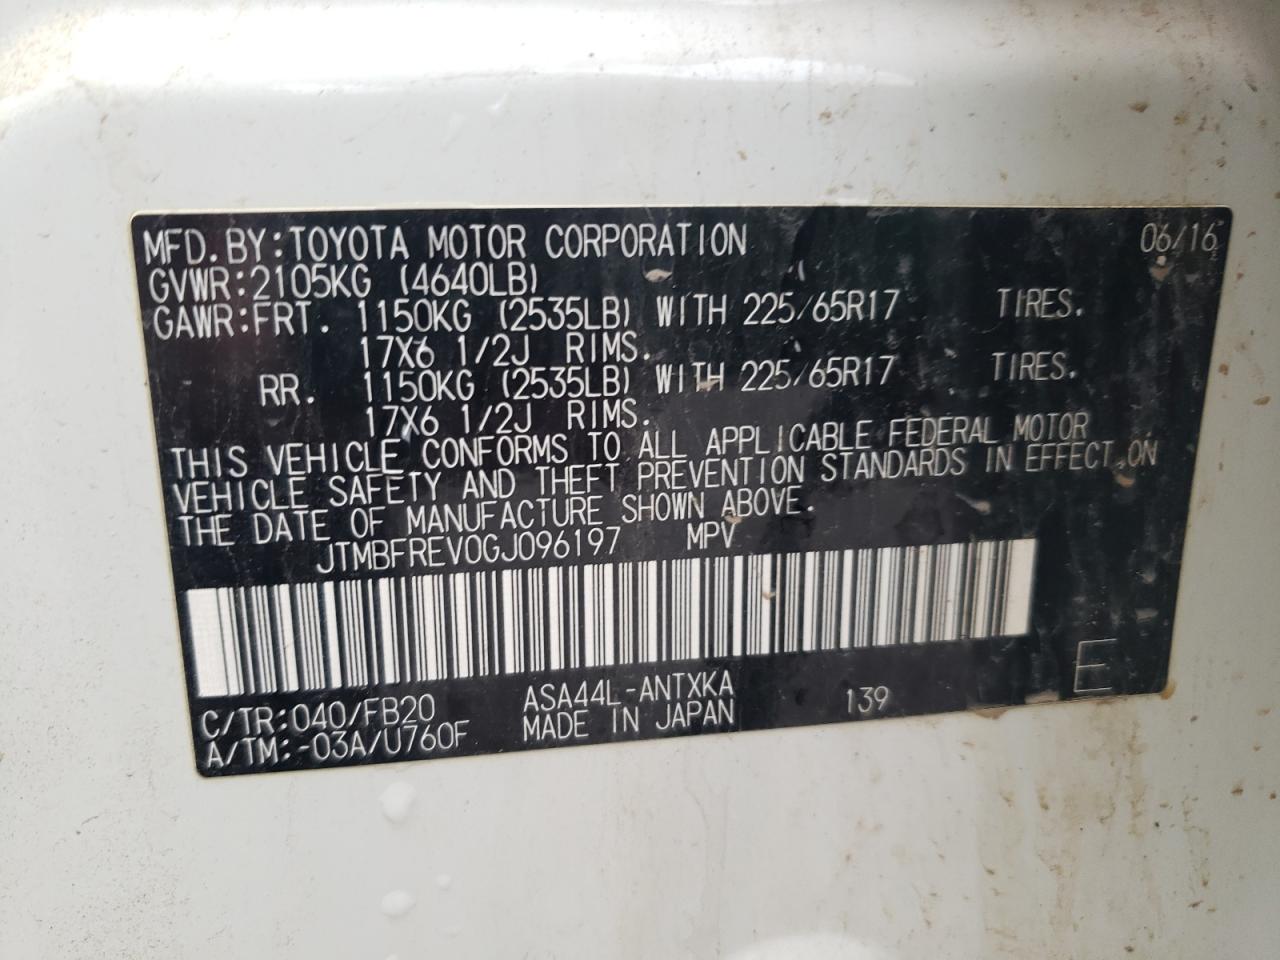 MFD. BY: TOYOTA MOTOR CORPORATION 06/16
GVWR: 2105KG (4640LB)
GAWR: FRT. 1150KG (2535LB) WITH 225/65R17 TIRES.
17X6 1/2J RIMS.
RR. 1150KG (2535LB) WITH 225/65R17 TIRES.
17X6 1/2J RIMS.
THIS VEHICLE CONFORMS TO ALL APPLICABLE FEDERAL MOTOR
VEHICLE SAFETY AND THEFT PREVENTION STANDARDS IN EFFECT ON
THE DATE OF MANUFACTURE SHOWN ABOVE.
JTMBFREV0GJ096197 MPV
E
C/TR: 040/FB20 ASA44L-ANTXKA 139
A/TM: -03A/U760F MADE IN JAPAN